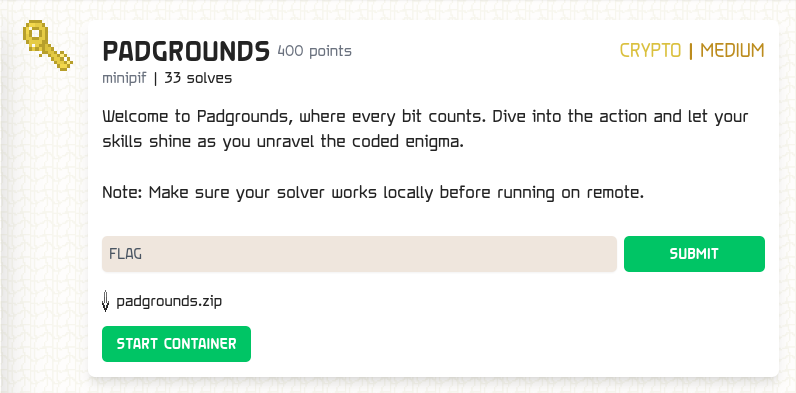 PADGROUNDS 400 points
CRYPTO | MEDIUM
minipif | 33 solves
Welcome to Padgrounds, where every bit counts. Dive into the action and let your
skills shine as you unravel the coded enigma.
Note: Make sure your solver works locally before running on remote.
FLAG
SUBMIT
padgrounds.zip
START CONTAINER